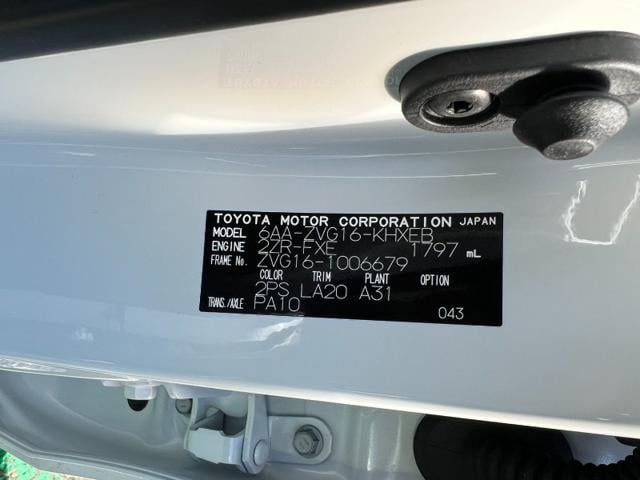 TOYOTA MOTOR CORPORATION JAPAN
MODEL 6AA-ZVG16-KHXEB
ENGINE 2ZR-FXE 1797 mL
FRAME No. ZVG16-1006679
COLOR TRIM PLANT OPTION
2PS LA20 A31
TRANS./AXLE PA10
043